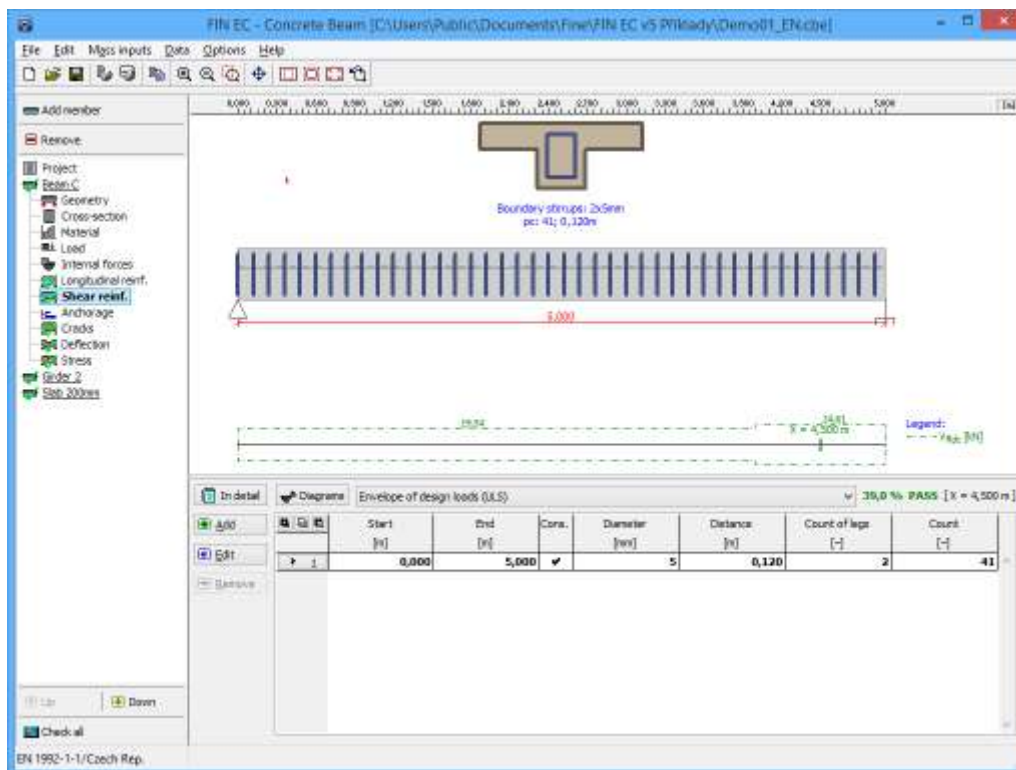 FIN EC - Concrete Beam [C:\Users\Public\Documents\Fine\FIN EC v5 Příklady\Demo01_EN.cbe]
File Edit Mass inputs Data Options Help
Add member
Remove
Project
Beam C
Geometry
Cross-section
Material
Load
Internal forces
Longitudinal reinf.
Shear reinf.
Anchorage
Cracks
Deflection
Stress
Girder 2
Slab 200mm
Up Down
Check all
[m]
Boundary stirrups: 2x5mm
pc: 41; 0,120m
5,000
X = 4,500 m
Legend:
[kN]
In detail Diagrams Envelope of design loads (ULS) 39,0 % PASS [X = 4,500 m]
Add Start End Cons. Diameter Distance Count of legs Count
[m] [m] [mm] [m] [–] [–]
Edit
1 0,000 5,000 ✔ 5 0,120 2 41
Remove
EN 1992-1-1/Czech Rep.